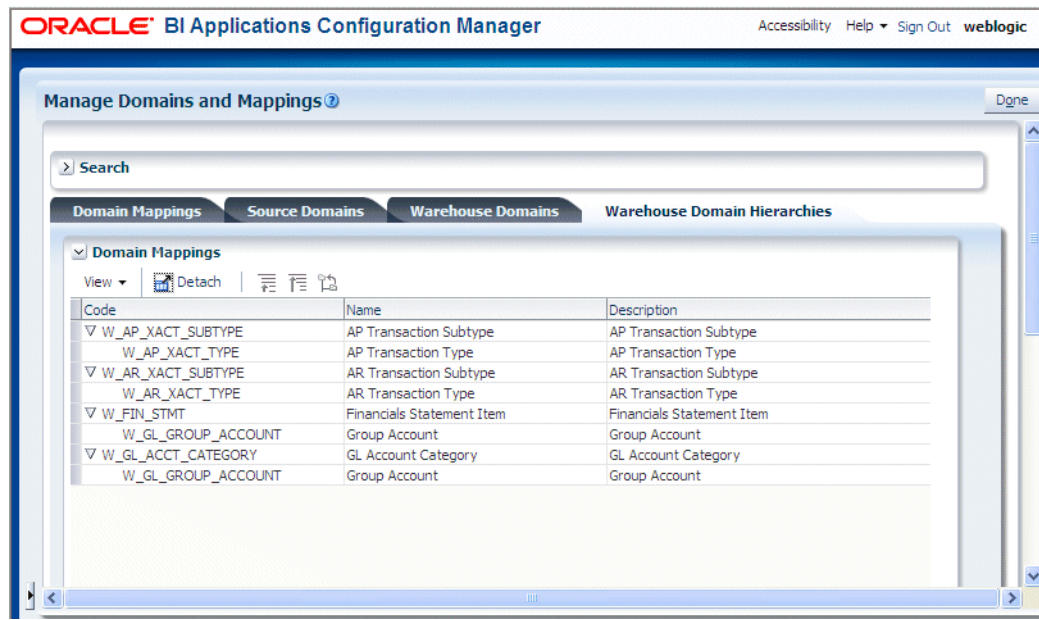 ORACLE BI Applications Configuration Manager Accessibility Help Sign Out weblogic
Manage Domains and Mappings Done
Search
Domain Mappings Source Domains Warehouse Domains Warehouse Domain Hierarchies
Domain Mappings
View Detach
Code Name Description
W_AP_XACT_SUBTYPE AP Transaction Subtype AP Transaction Subtype
W_AP_XACT_TYPE AP Transaction Type AP Transaction Type
W_AR_XACT_SUBTYPE AR Transaction Subtype AR Transaction Subtype
W_AR_XACT_TYPE AR Transaction Type AR Transaction Type
W_FIN_STMT Financials Statement Item Financials Statement Item
W_GL_GROUP_ACCOUNT Group Account Group Account
W_GL_ACCT_CATEGORY GL Account Category GL Account Category
W_GL_GROUP_ACCOUNT Group Account Group Account